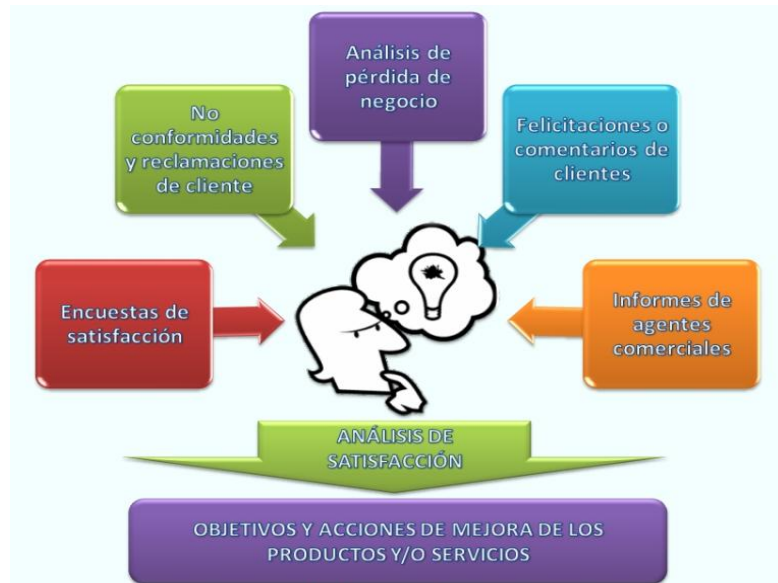 Análisis de
pérdida de
negocio
No
conformidades
y reclamaciones
de cliente
Felicitaciones o
comentarios de
clientes
Encuestas de
satisfacción
Informes de
agentes
comerciales
ANÁLISIS DE
SATISFACCIÓN
OBJETIVOS Y ACCIONES DE MEJORA DE LOS
PRODUCTOS Y/O SERVICIOS